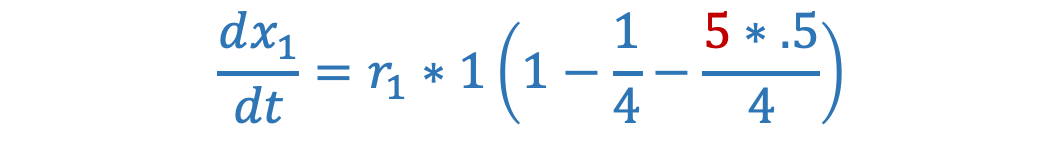 dx₁/dt = r₁ * 1 (1 − 1/4 − 5 * .5/4)